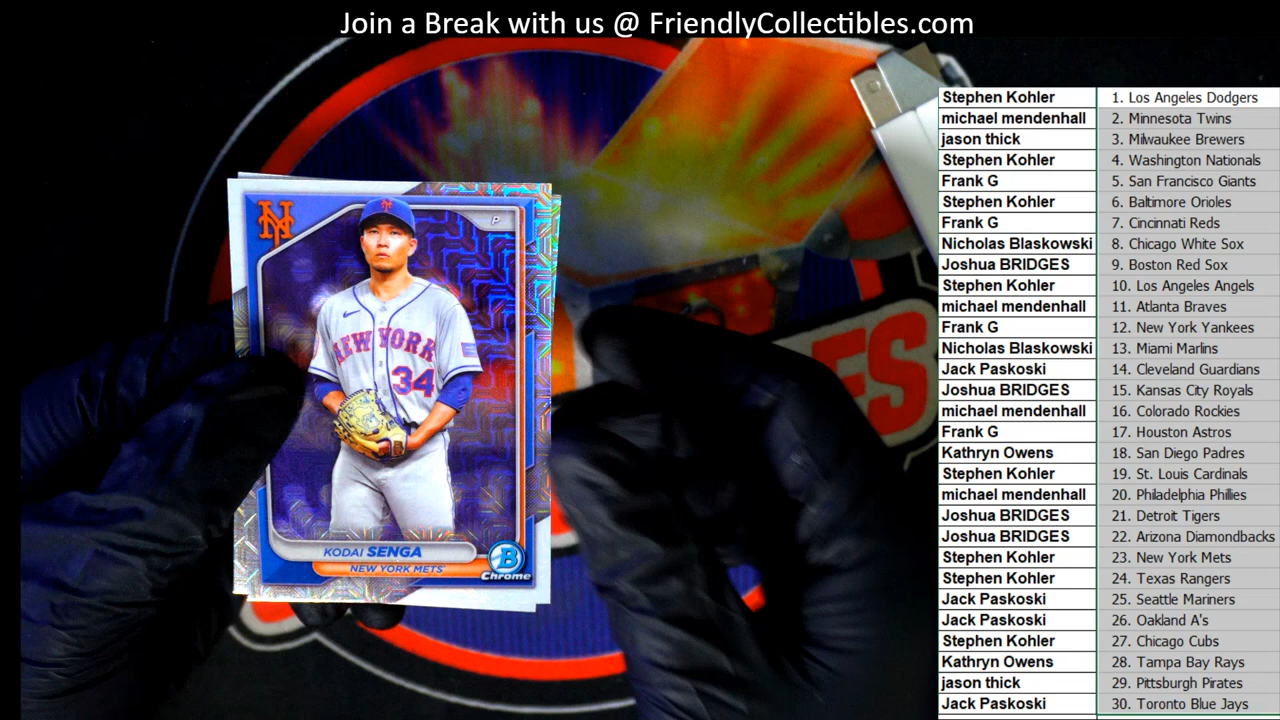 Join a Break with us @ FriendlyCollectibles.com
Stephen Kohler 1. Los Angeles Dodgers
michael mendenhall 2. Minnesota Twins
jason thick 3. Milwaukee Brewers
Stephen Kohler 4. Washington Nationals
Frank G 5. San Francisco Giants
Stephen Kohler 6. Baltimore Orioles
Frank G 7. Cincinnati Reds
Nicholas Blaskowski 8. Chicago White Sox
Joshua BRIDGES 9. Boston Red Sox
Stephen Kohler 10. Los Angeles Angels
michael mendenhall 11. Atlanta Braves
Frank G 12. New York Yankees
Nicholas Blaskowski 13. Miami Marlins
Jack Paskoski 14. Cleveland Guardians
Joshua BRIDGES 15. Kansas City Royals
michael mendenhall 16. Colorado Rockies
Frank G 17. Houston Astros
Kathryn Owens 18. San Diego Padres
Stephen Kohler 19. St. Louis Cardinals
michael mendenhall 20. Philadelphia Phillies
Joshua BRIDGES 21. Detroit Tigers
Joshua BRIDGES 22. Arizona Diamondbacks
Stephen Kohler 23. New York Mets
Stephen Kohler 24. Texas Rangers
Jack Paskoski 25. Seattle Mariners
Jack Paskoski 26. Oakland A's
Stephen Kohler 27. Chicago Cubs
Kathryn Owens 28. Tampa Bay Rays
jason thick 29. Pittsburgh Pirates
Jack Paskoski 30. Toronto Blue Jays
NY
P
NEW YORK
34
KODAI SENGA
NEW YORK METS
B
Chrome
ES